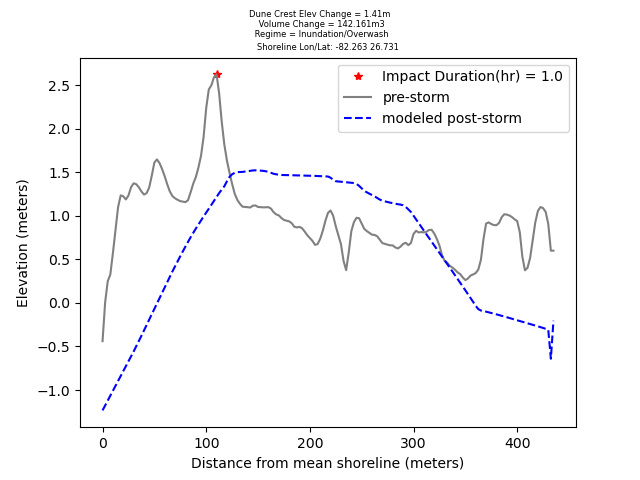 Dune Crest Elev Change = 1.41m
Volume Change = 142.161m3
Regime = Inundation/Overwash
Shoreline Lon/Lat: -82.263 26.731
Impact Duration(hr) = 1.0
pre-storm
modeled post-storm
Elevation (meters)
2.5
2.0
1.5
1.0
0.5
0.0
−0.5
−1.0
0 100 200 300 400
Distance from mean shoreline (meters)